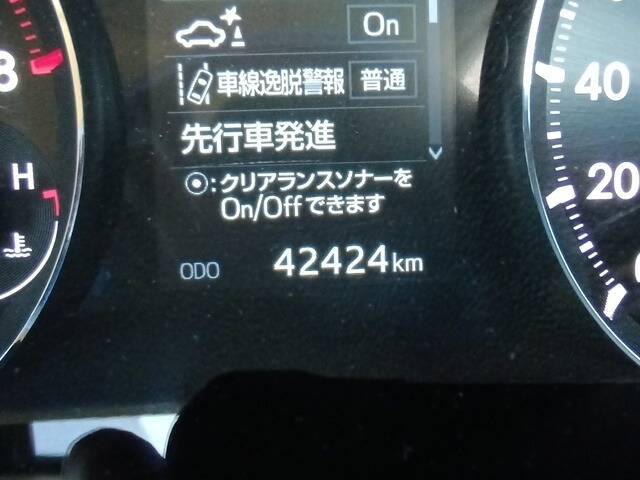 On
車線逸脱警報 普通
先行車発進
⦿:クリアランスソナーを
On/Offできます
ODO 42424km
8
H
40
20